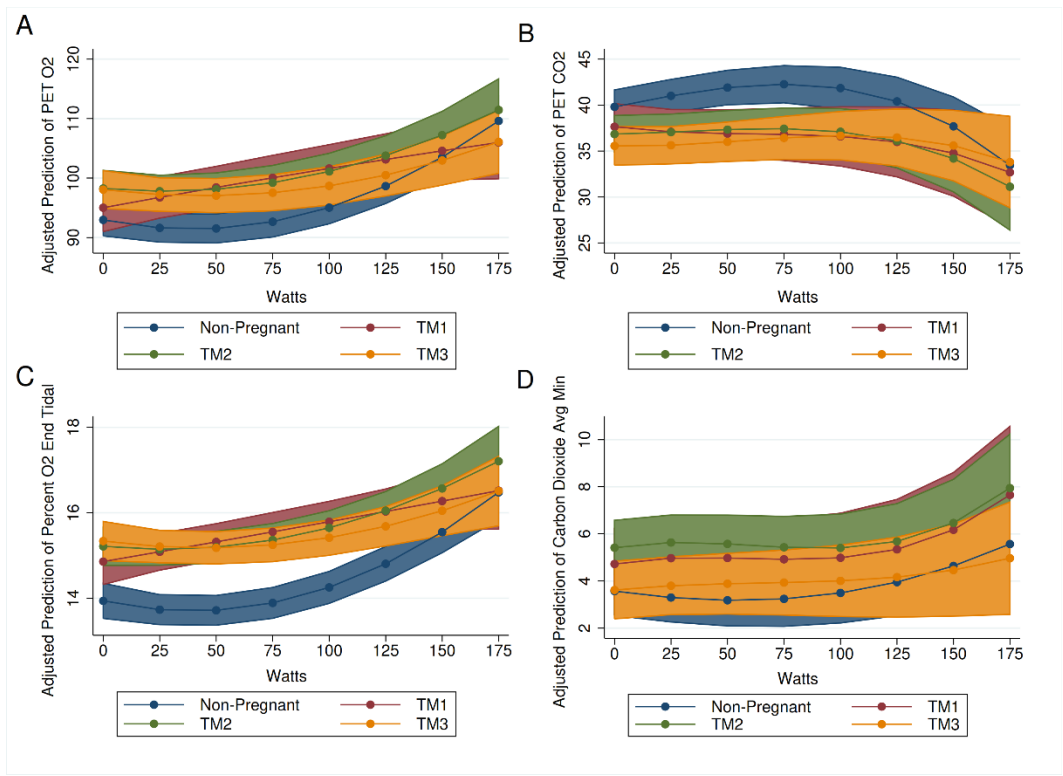 A
Adjusted Prediction of PET O2
120
110
100
90
0 25 50 75 100 125 150 175
Watts
Non-Pregnant TM1
TM2 TM3
B
Adjusted Prediction of PET CO2
45
40
35
30
25
0 25 50 75 100 125 150 175
Watts
Non-Pregnant TM1
TM2 TM3
C
Adjusted Prediction of Percent O2 End Tidal
18
16
14
0 25 50 75 100 125 150 175
Watts
Non-Pregnant TM1
TM2 TM3
D
Adjusted Prediction of Carbon Dioxide Avg Min
10
8
6
4
2
0 25 50 75 100 125 150 175
Watts
Non-Pregnant TM1
TM2 TM3